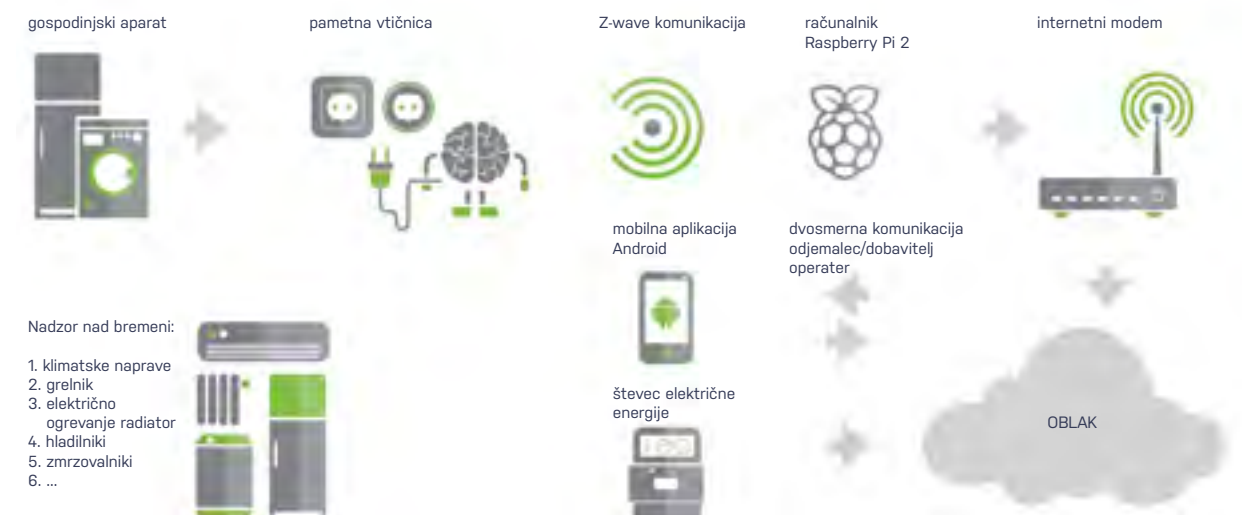 gospodinjski aparat
pametna vtičnica
Z-wave komunikacija
računalnik
Raspberry Pi 2
internetni modem
mobilna aplikacija
Android
dvosmerna komunikacija
odjemalec/dobavitelj
operater
Nadzor nad bremeni:
1. klimatske naprave
2. grelnik
3. električno
ogrevanje radiator
4. hladilniki
5. zmrzovalniki
6. ...
števec električne
energije
OBLAK